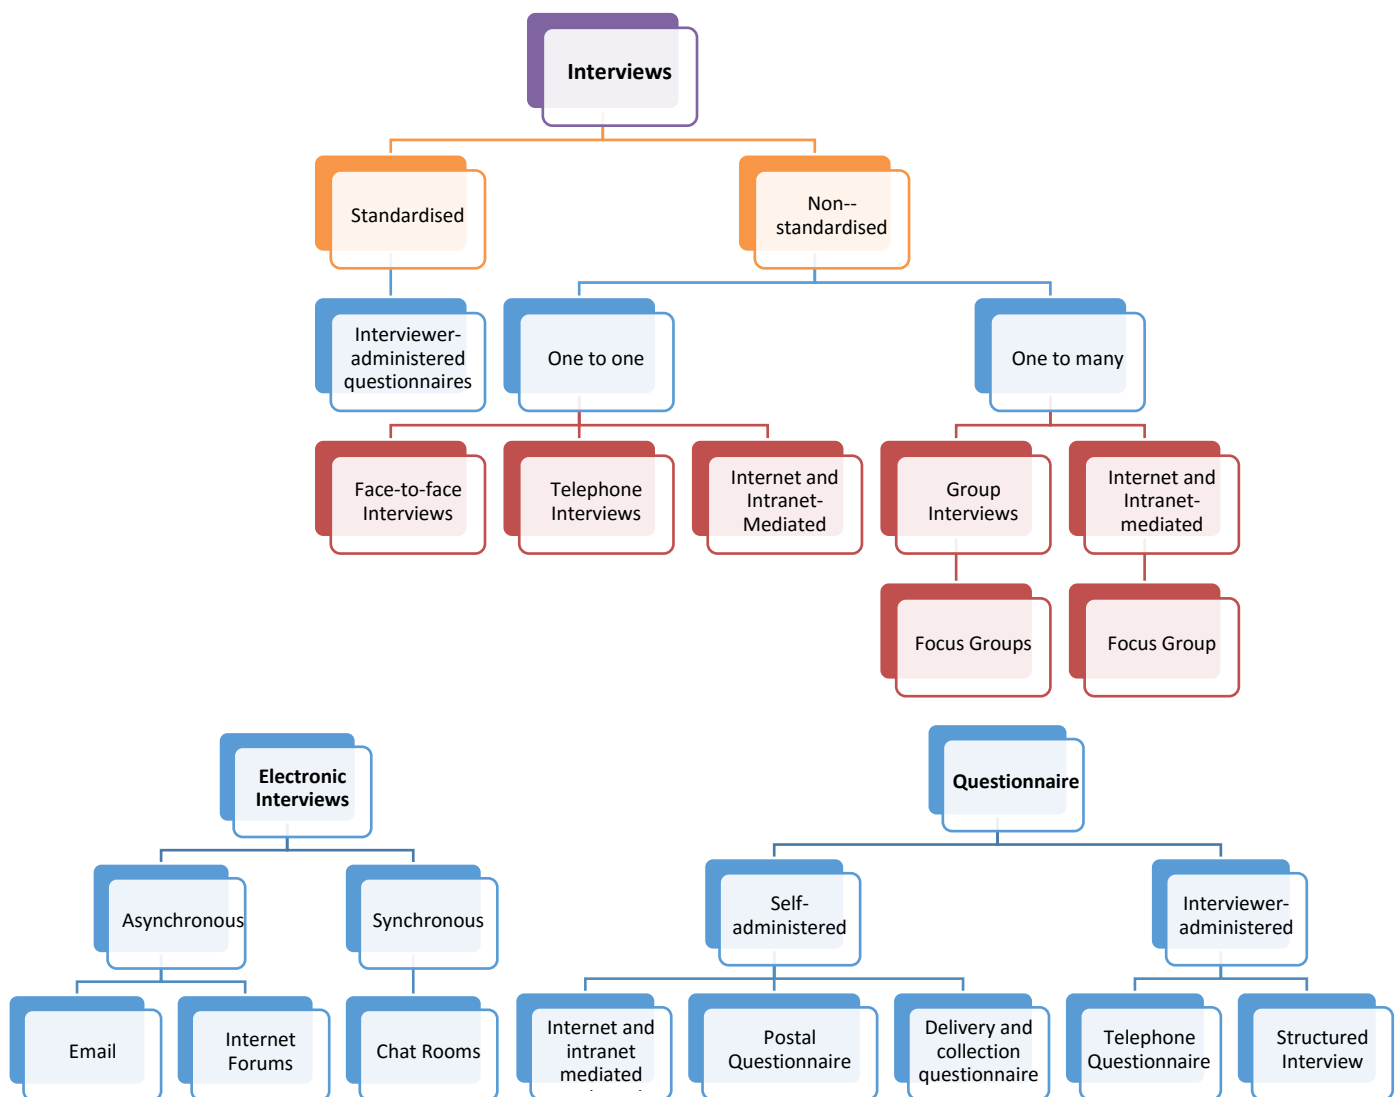 Interviews
Standardised
Non--
standardised
Interviewer-
administered
questionnaires
One to one
One to many
Face-to-face
Interviews
Telephone
Interviews
Internet and
Intranet-
Mediated
Group
Interviews
Internet and
Intranet-
mediated
Focus Groups
Focus Group
Electronic
Interviews
Asynchronous
Synchronous
Email
Internet
Forums
Chat Rooms
Questionnaire
Self-
administered
Interviewer-
administered
Internet and
intranet
mediated
Postal
Questionnaire
Delivery and
collection
questionnaire
Telephone
Questionnaire
Structured
Interview